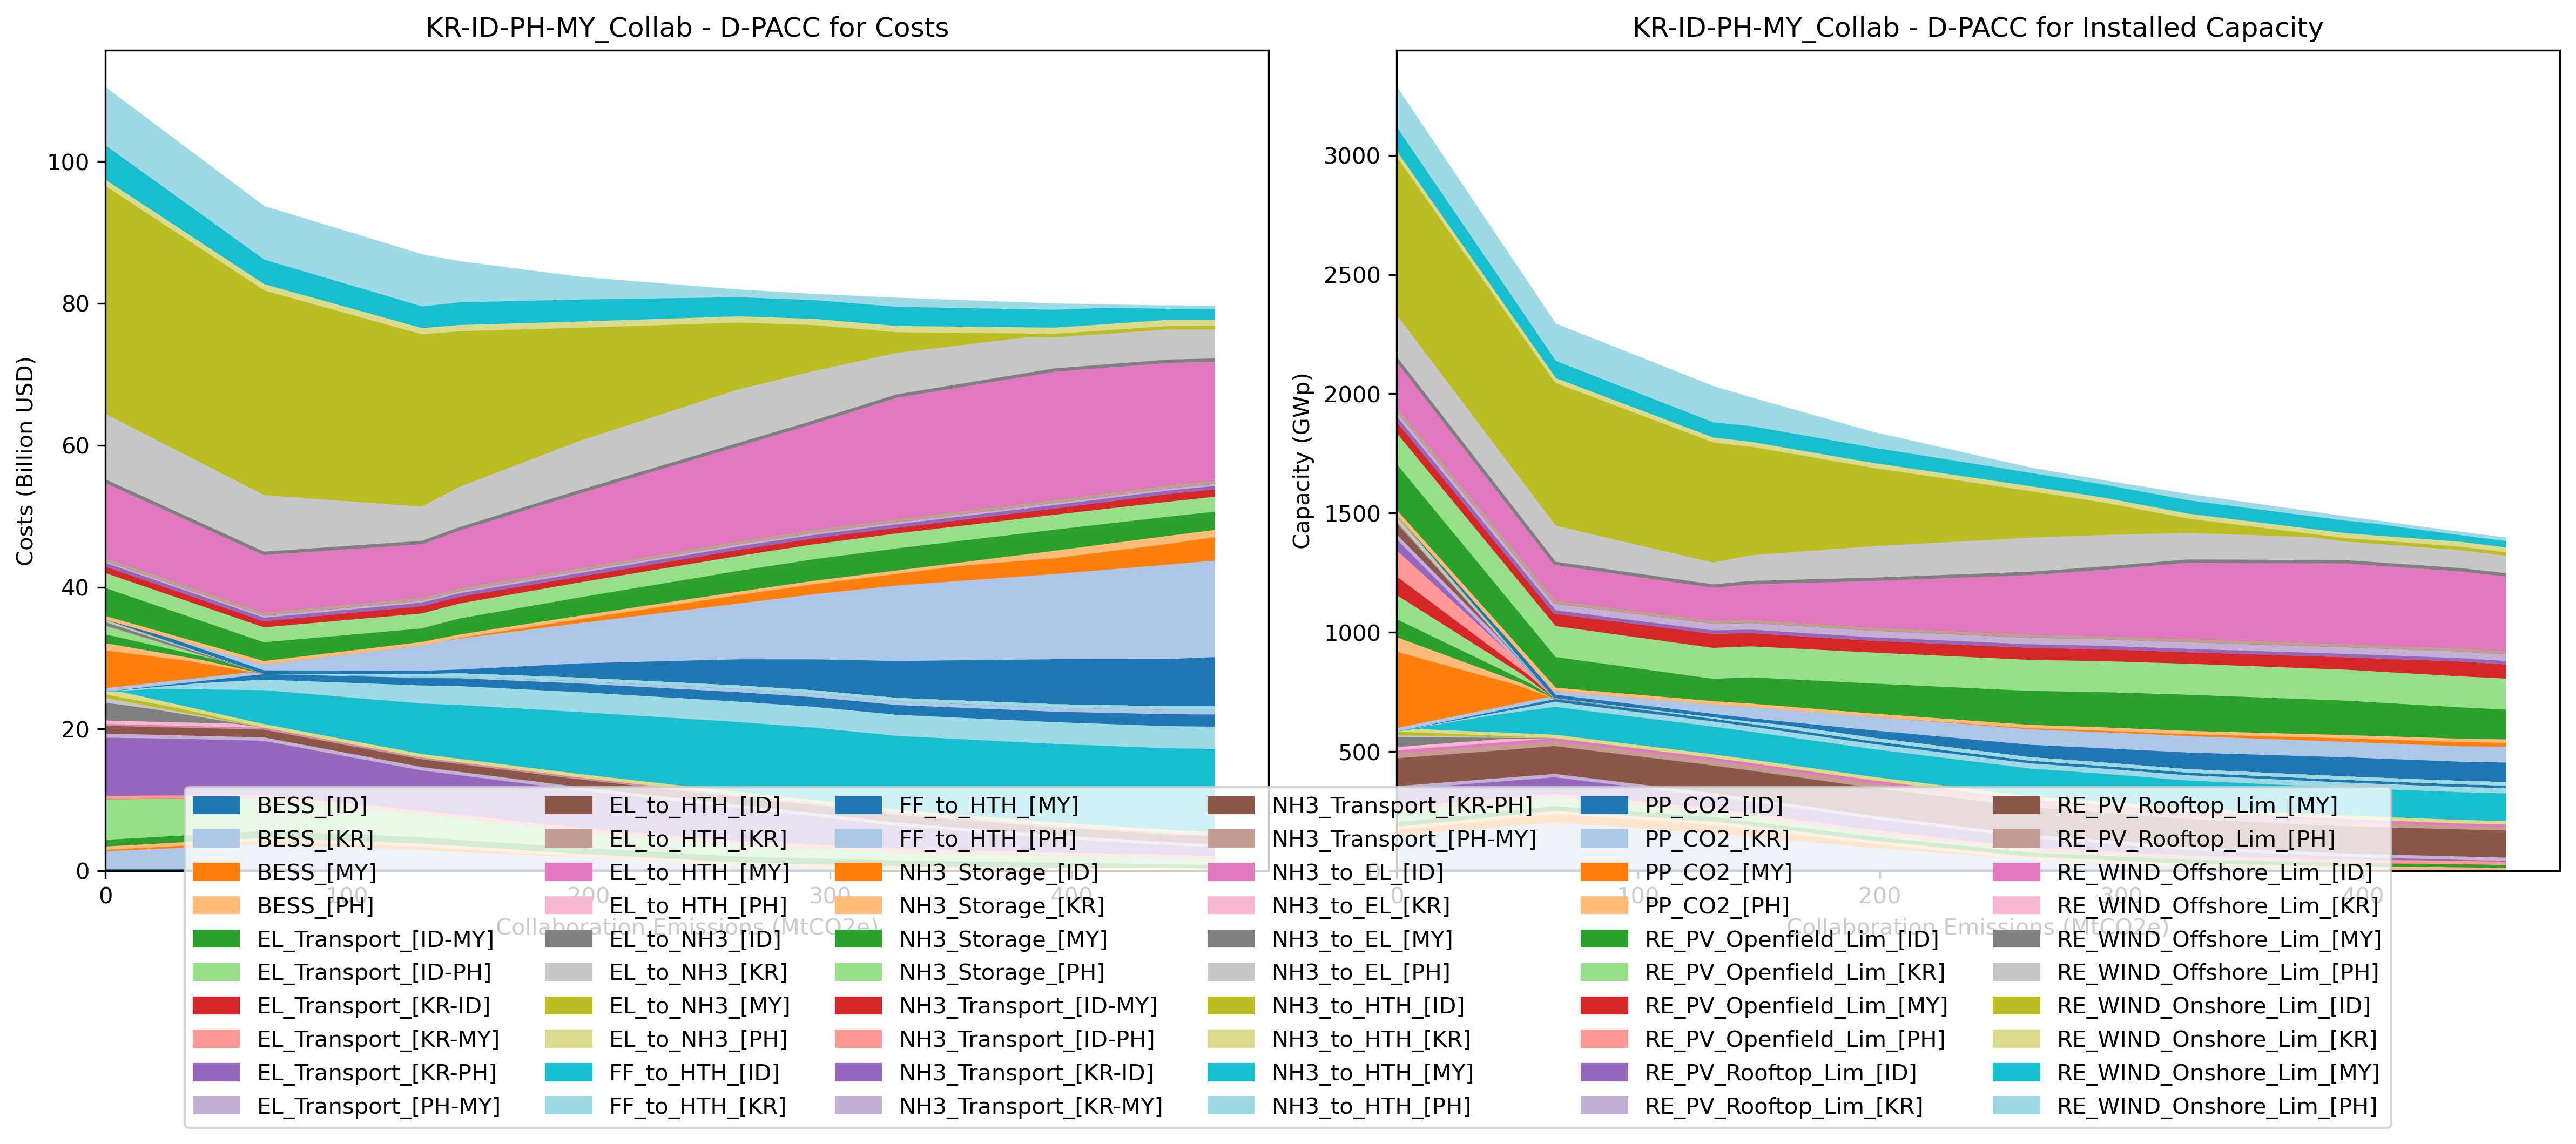 KR-ID-PH-MY_Collab - D-PACC for Costs
Costs (Billion USD)
100
80
60
40
20
0
0 100 200 300 400
Collaboration Emissions (MtCO2e)
KR-ID-PH-MY_Collab - D-PACC for Installed Capacity
Capacity (GWp)
3000
2500
2000
1500
1000
500
0 100 200 300 400
Collaboration Emissions (MtCO2e)
BESS_[ID]
BESS_[KR]
BESS_[MY]
BESS_[PH]
EL_Transport_[ID-MY]
EL_Transport_[ID-PH]
EL_Transport_[KR-ID]
EL_Transport_[KR-MY]
EL_Transport_[KR-PH]
EL_Transport_[PH-MY]
EL_to_HTH_[ID]
EL_to_HTH_[KR]
EL_to_HTH_[MY]
EL_to_HTH_[PH]
EL_to_NH3_[ID]
EL_to_NH3_[KR]
EL_to_NH3_[MY]
EL_to_NH3_[PH]
FF_to_HTH_[ID]
FF_to_HTH_[KR]
FF_to_HTH_[MY]
FF_to_HTH_[PH]
NH3_Storage_[ID]
NH3_Storage_[KR]
NH3_Storage_[MY]
NH3_Storage_[PH]
NH3_Transport_[ID-MY]
NH3_Transport_[ID-PH]
NH3_Transport_[KR-ID]
NH3_Transport_[KR-MY]
NH3_Transport_[KR-PH]
NH3_Transport_[PH-MY]
NH3_to_EL_[ID]
NH3_to_EL_[KR]
NH3_to_EL_[MY]
NH3_to_EL_[PH]
NH3_to_HTH_[ID]
NH3_to_HTH_[KR]
NH3_to_HTH_[MY]
NH3_to_HTH_[PH]
PP_CO2_[ID]
PP_CO2_[KR]
PP_CO2_[MY]
PP_CO2_[PH]
RE_PV_Openfield_Lim_[ID]
RE_PV_Openfield_Lim_[KR]
RE_PV_Openfield_Lim_[MY]
RE_PV_Openfield_Lim_[PH]
RE_PV_Rooftop_Lim_[ID]
RE_PV_Rooftop_Lim_[KR]
RE_PV_Rooftop_Lim_[MY]
RE_PV_Rooftop_Lim_[PH]
RE_WIND_Offshore_Lim_[ID]
RE_WIND_Offshore_Lim_[KR]
RE_WIND_Offshore_Lim_[MY]
RE_WIND_Offshore_Lim_[PH]
RE_WIND_Onshore_Lim_[ID]
RE_WIND_Onshore_Lim_[KR]
RE_WIND_Onshore_Lim_[MY]
RE_WIND_Onshore_Lim_[PH]